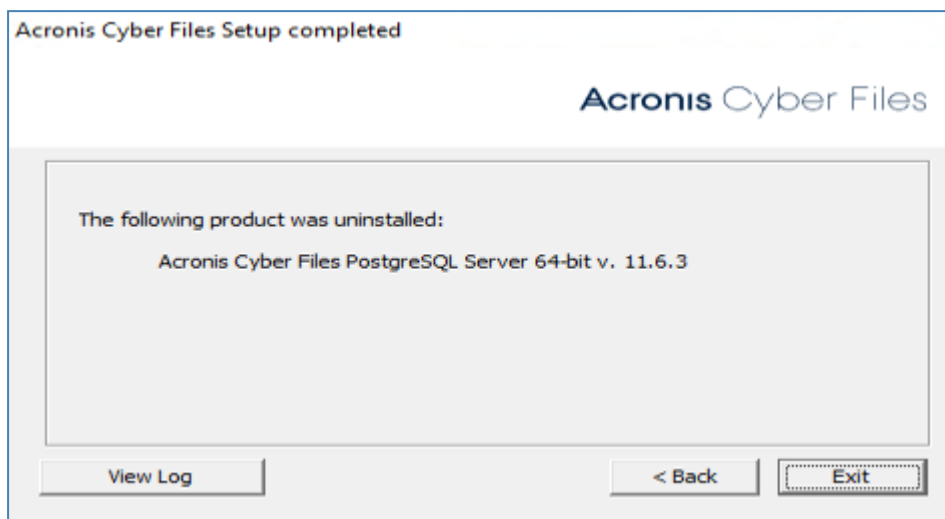 Acronis Cyber Files Setup completed
Acronis Cyber Files
The following product was uninstalled:
Acronis Cyber Files PostgreSQL Server 64-bit v. 11.6.3
View Log
< Back
Exit